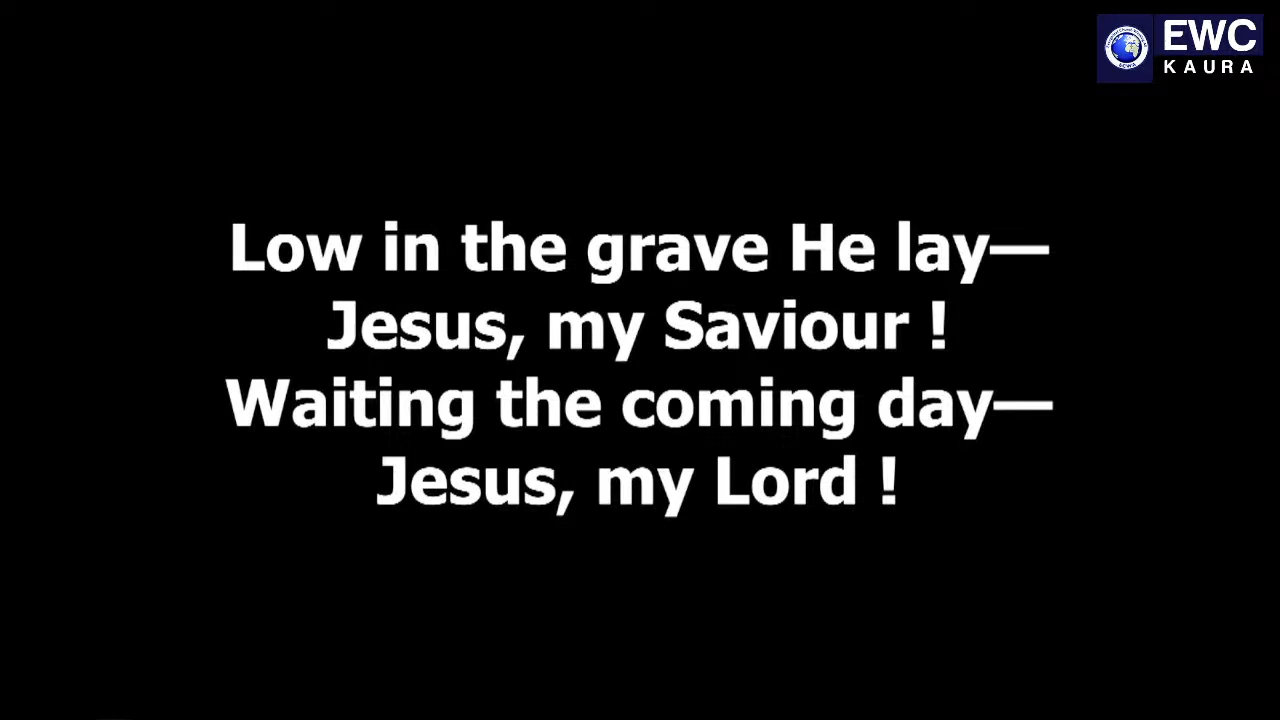 EWC
KAURA
Low in the grave He lay—
Jesus, my Saviour !
Waiting the coming day—
Jesus, my Lord !